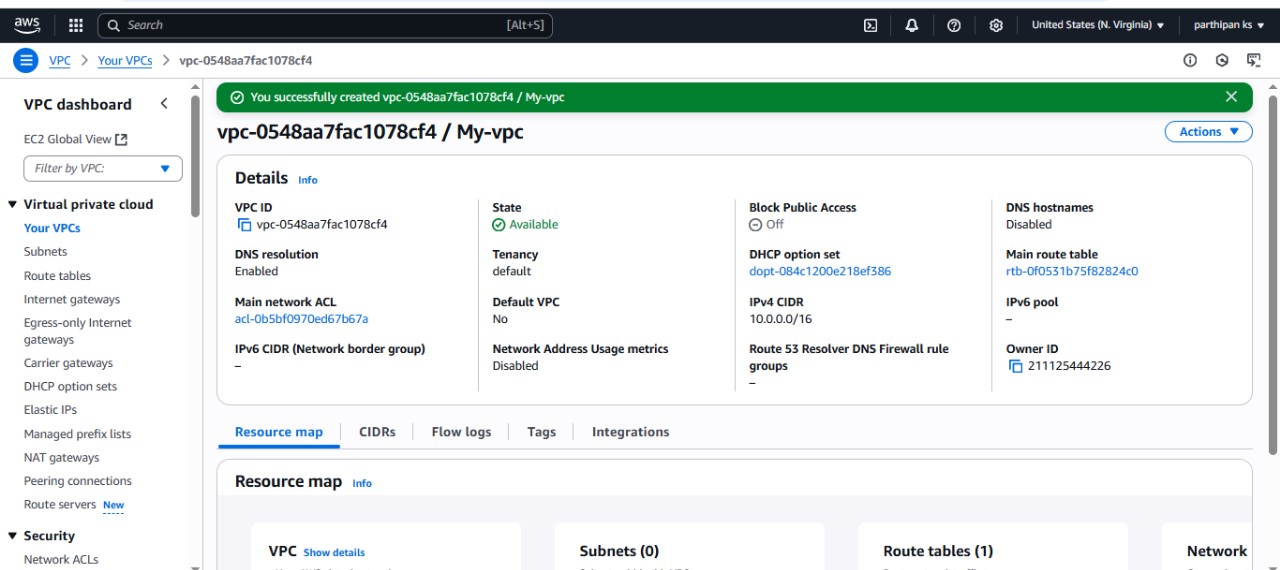 aws
Search
[Alt+S]
United States (N. Virginia)
parthipan ks
VPC
Your VPCs
vpc-0548aa7fac1078cf4
VPC dashboard
EC2 Global View
Filter by VPC:
Virtual private cloud
Your VPCs
Subnets
Route tables
Internet gateways
Egress-only Internet
gateways
Carrier gateways
DHCP option sets
Elastic IPs
Managed prefix lists
NAT gateways
Peering connections
Route servers New
Security
Network ACLs
You successfully created vpc-0548aa7fac1078cf4 / My-vpc
vpc-0548aa7fac1078cf4 / My-vpc
Actions
Details Info
VPC ID
vpc-0548aa7fac1078cf4
State
Available
Block Public Access
Off
DNS hostnames
Disabled
DNS resolution
Enabled
Tenancy
default
DHCP option set
dopt-084c1200e218ef386
Main route table
rtb-0f0531b75f82824c0
Main network ACL
acl-0b5bf0970ed67b67a
Default VPC
No
IPv4 CIDR
10.0.0.0/16
IPv6 pool
–
IPv6 CIDR (Network border group)
–
Network Address Usage metrics
Disabled
Route 53 Resolver DNS Firewall rule
groups
–
Owner ID
211125444226
Resource map
CIDRs
Flow logs
Tags
Integrations
Resource map Info
VPC Show details
Subnets (0)
Route tables (1)
Network